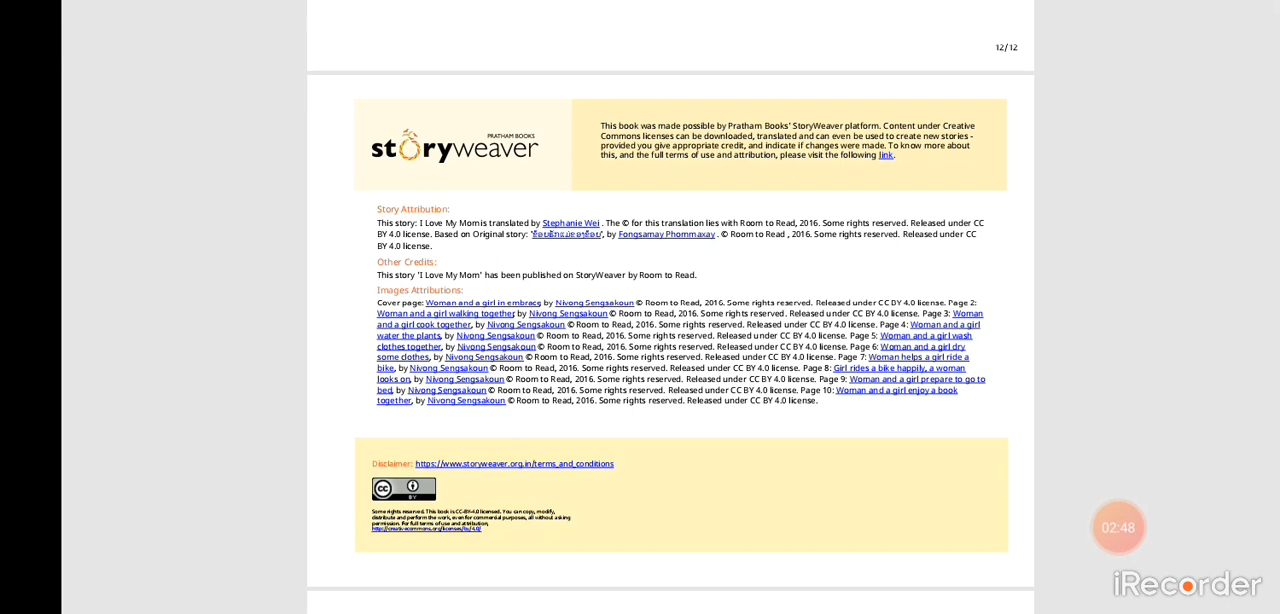 12/12
PRATHAM BOOKS
storyweaver
This book was made possible by Pratham Books' StoryWeaver platform. Content under Creative
Commons licenses can be downloaded, translated and can even be used to create new stories -
provided you give appropriate credit, and indicate if changes were made. To know more about
this, and the full terms of use and attribution, please visit the following link.
Story Attribution:
This story: I Love My Mom is translated by Stephanie Wei . The © for this translation lies with Room to Read, 2016. Some rights reserved. Released under CC
BY 4.0 license. Based on Original story: 'ຂ້ອຍຮັກແມ່ຂອງຂ້ອຍ', by Fongsamay Phommaxay . © Room to Read , 2016. Some rights reserved. Released under CC
BY 4.0 license.
Other Credits:
This story 'I Love My Mom' has been published on StoryWeaver by Room to Read.
Images Attributions:
Cover page: Woman and a girl in embrace, by Nivong Sengsakoun © Room to Read, 2016. Some rights reserved. Released under CC BY 4.0 license. Page 2:
Woman and a girl walking together, by Nivong Sengsakoun © Room to Read, 2016. Some rights reserved. Released under CC BY 4.0 license. Page 3: Woman
and a girl cook together, by Nivong Sengsakoun © Room to Read, 2016. Some rights reserved. Released under CC BY 4.0 license. Page 4: Woman and a girl
water the plants, by Nivong Sengsakoun © Room to Read, 2016. Some rights reserved. Released under CC BY 4.0 license. Page 5: Woman and a girl wash
clothes together, by Nivong Sengsakoun © Room to Read, 2016. Some rights reserved. Released under CC BY 4.0 license. Page 6: Woman and a girl dry
some clothes, by Nivong Sengsakoun © Room to Read, 2016. Some rights reserved. Released under CC BY 4.0 license. Page 7: Woman helps a girl ride a
bike, by Nivong Sengsakoun © Room to Read, 2016. Some rights reserved. Released under CC BY 4.0 license. Page 8: Girl rides a bike happily, a woman
looks on, by Nivong Sengsakoun © Room to Read, 2016. Some rights reserved. Released under CC BY 4.0 license. Page 9: Woman and a girl prepare to go to
bed, by Nivong Sengsakoun © Room to Read, 2016. Some rights reserved. Released under CC BY 4.0 license. Page 10: Woman and a girl enjoy a book
together, by Nivong Sengsakoun © Room to Read, 2016. Some rights reserved. Released under CC BY 4.0 license.
Disclaimer: https://www.storyweaver.org.in/terms_and_conditions
cc BY
Some rights reserved. This book is CC-BY-4.0 licensed. You can copy, modify,
distribute and perform the work, even for commercial purposes, all without asking
permission. For full terms of use and attribution,
http://creativecommons.org/licenses/by/4.0/
02:48
iRecorder